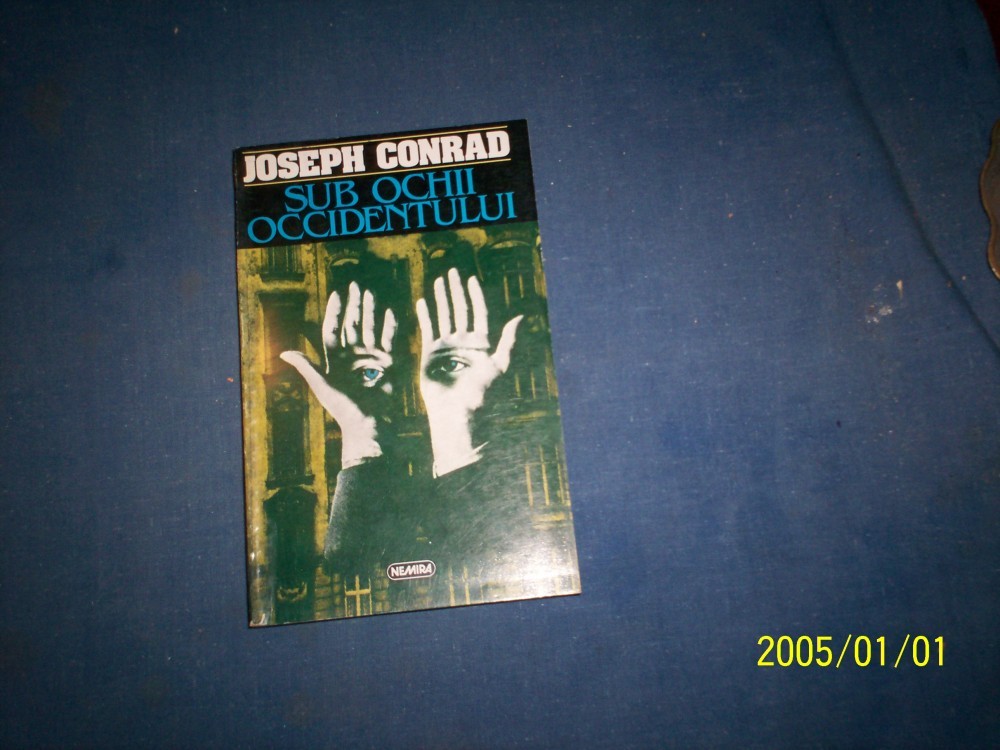 JOSEPH CONRAD
SUB OCHII
OCCIDENTULUI
NEMIRA
2005/01/01